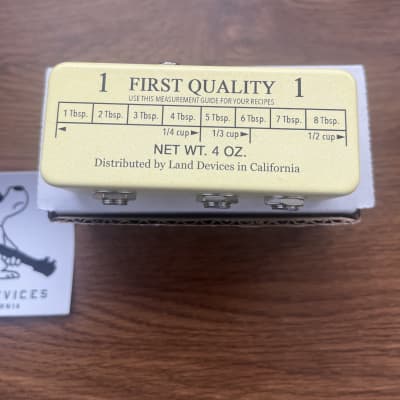 1 FIRST QUALITY 1
USE THIS MEASUREMENT GUIDE FOR YOUR RECIPES
1 Tbsp. 2 Tbsp. 3 Tbsp. 4 Tbsp. 5 Tbsp. 6 Tbsp. 7 Tbsp. 8 Tbsp.
1/4 cup 1/3 cup 1/2 cup
NET WT. 4 OZ.
Distributed by Land Devices in California
EVICES
RNIA